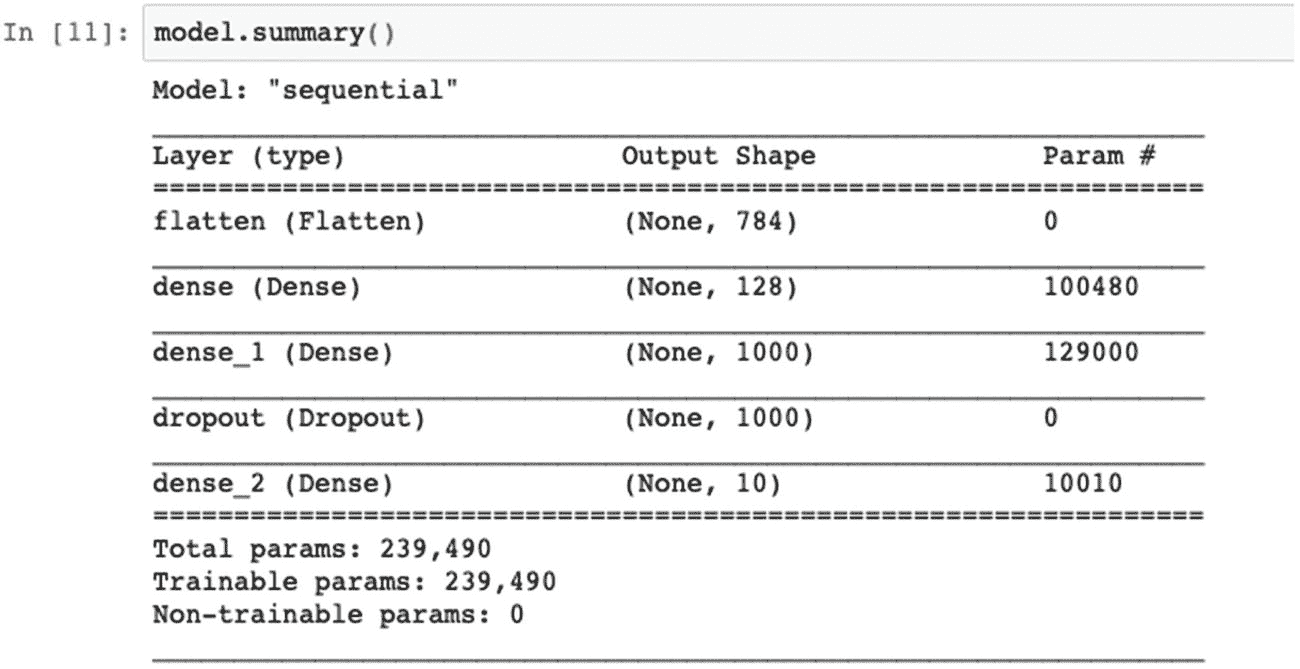 In [11]: model.summary()
Model: "sequential"
Layer (type) Output Shape Param #
flatten (Flatten) (None, 784) 0
dense (Dense) (None, 128) 100480
dense_1 (Dense) (None, 1000) 129000
dropout (Dropout) (None, 1000) 0
dense_2 (Dense) (None, 10) 10010
Total params: 239,490
Trainable params: 239,490
Non-trainable params: 0